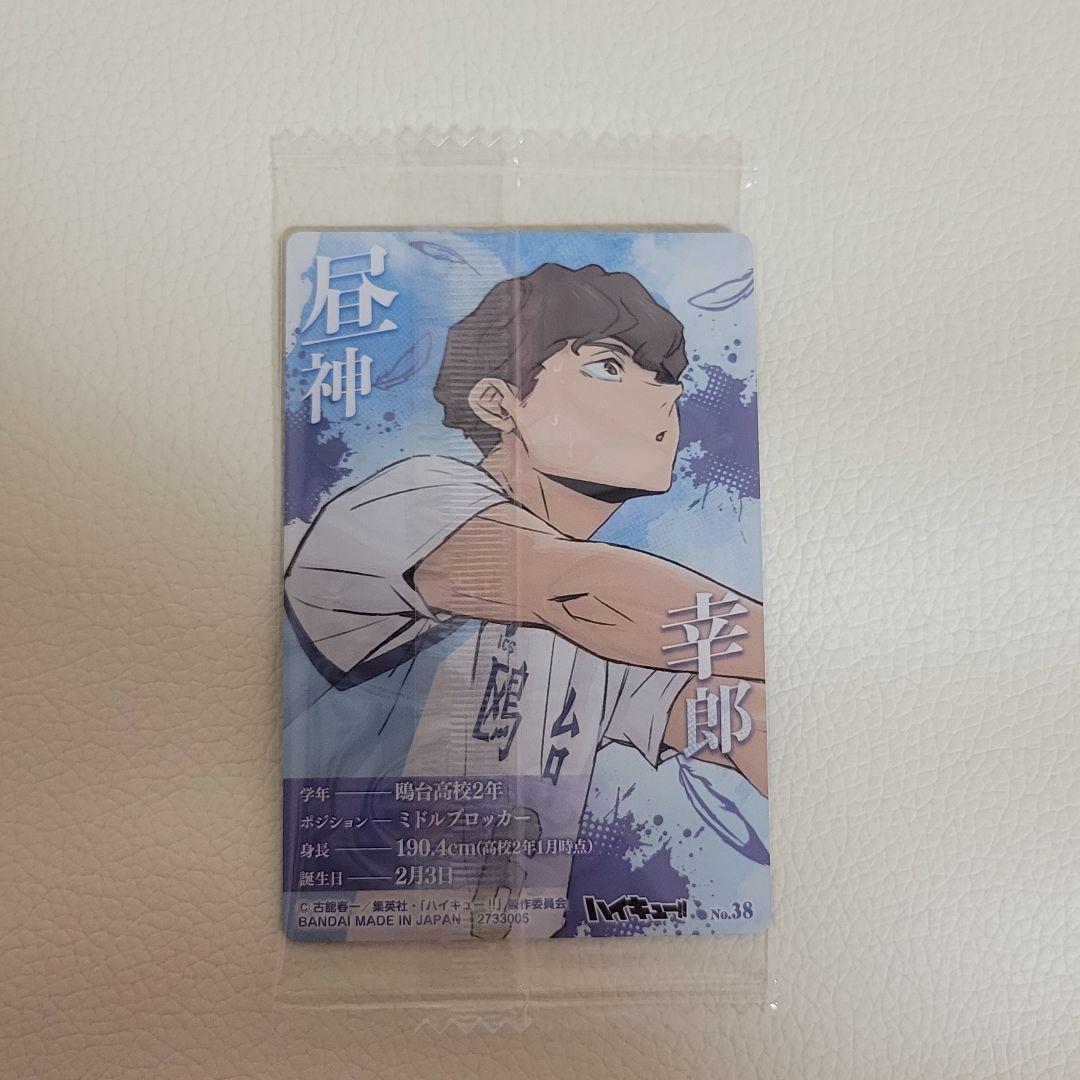 昼神
幸郎
鴎
台
学年 ─── 鴎台高校2年
ポジション ─ ミドルブロッカー
身長 ─── 190.4cm(高校2年1月時点)
誕生日 ── 2月3日
© 古舘春一／集英社・「ハイキュー!!」製作委員会
BANDAI MADE IN JAPAN 2733005
ハイキュー!!
No.38